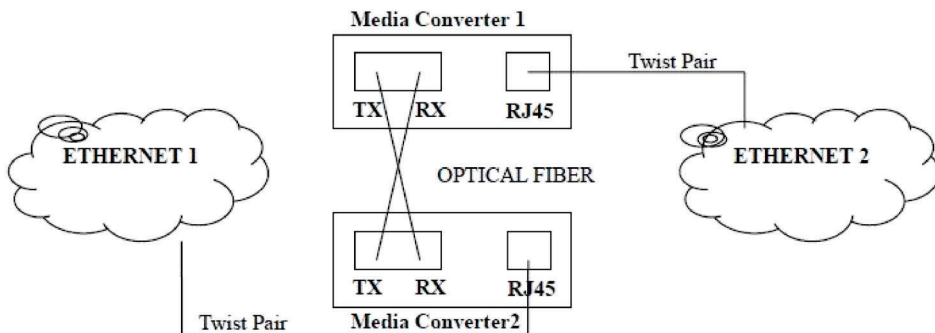 Media Converter 1
Twist Pair
TX RX RJ45
ETHERNET 1
ETHERNET 2
OPTICAL FIBER
TX RX RJ45
Twist Pair
Media Converter2